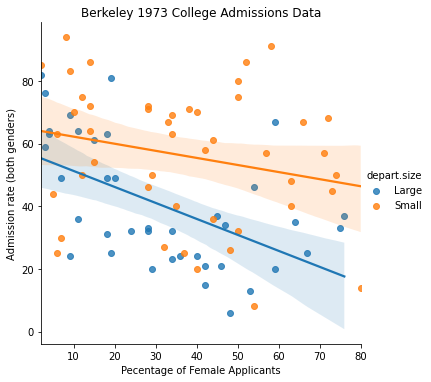 Berkeley 1973 College Admissions Data
Admission rate (both genders)
80
60
40
20
0
depart.size
Large
Small
10 20 30 40 50 60 70 80
Pecentage of Female Applicants